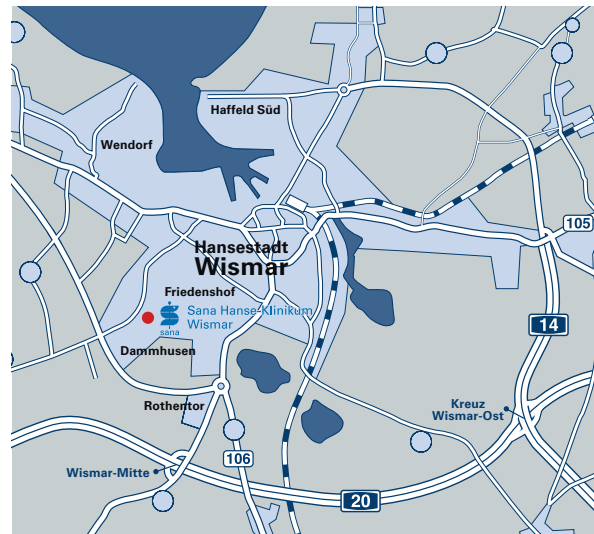 Haffeld Süd
Wendorf
105
Hansestadt
Wismar
Friedenshof
Sana Hanse-Klinikum
Wismar
sana
14
Dammhusen
Rothentor
Kreuz
Wismar-Ost
106
Wismar-Mitte
20